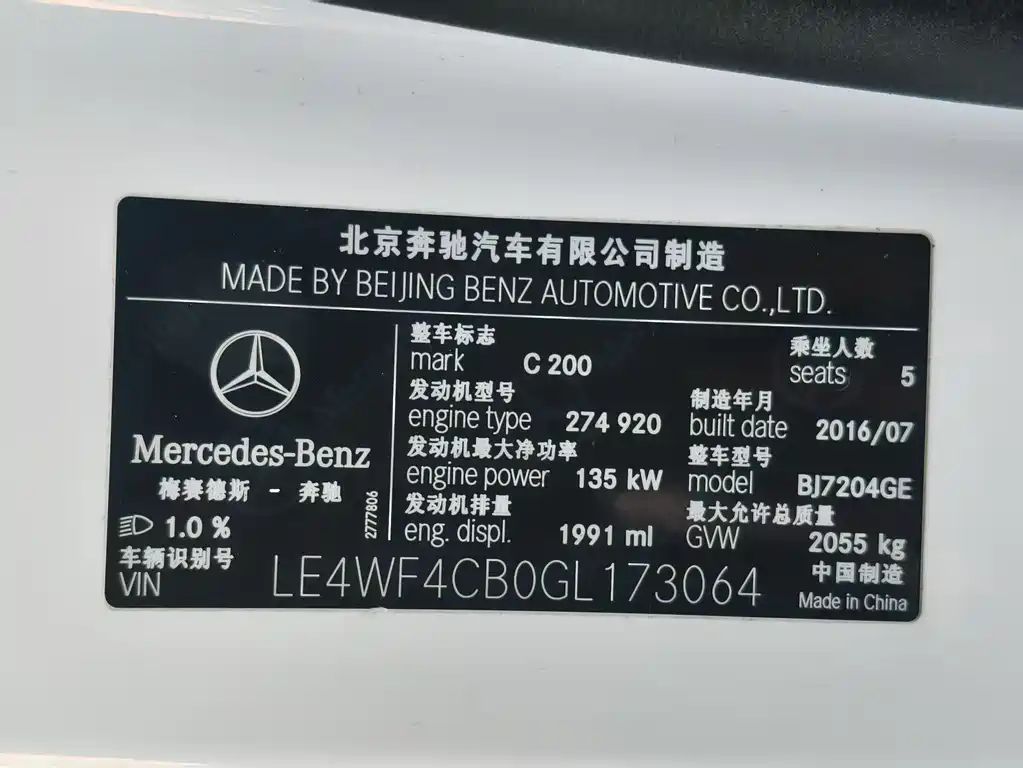 北京奔驰汽车有限公司制造
MADE BY BEIJING BENZ AUTOMOTIVE CO.,LTD.
Mercedes-Benz
梅赛德斯 - 奔驰
1.0 %
2777806
整车标志
mark C 200
乘坐人数
seats 5
发动机型号
engine type 274 920
制造年月
built date 2016/07
发动机最大净功率
engine power 135 kW
整车型号
model BJ7204GE
发动机排量
eng. displ. 1991 ml
最大允许总质量
GVW 2055 kg
车辆识别号
VIN LE4WF4CB0GL173064
中国制造
Made in China